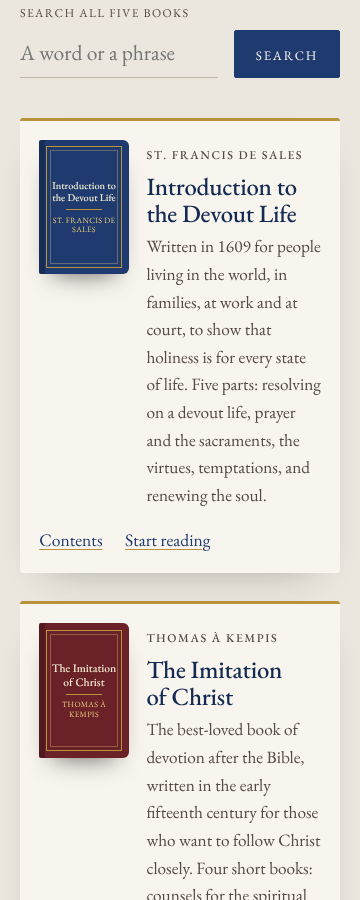 SEARCH ALL FIVE BOOKS
A word or a phrase
SEARCH
Introduction to
the Devout Life
ST. FRANCIS DE
SALES
ST. FRANCIS DE SALES
Introduction to
the Devout Life
Written in 1609 for people
living in the world, in
families, at work and at
court, to show that
holiness is for every state
of life. Five parts: resolving
on a devout life, prayer
and the sacraments, the
virtues, temptations, and
renewing the soul.
Contents
Start reading
The Imitation
of Christ
THOMAS À
KEMPIS
THOMAS À KEMPIS
The Imitation
of Christ
The best-loved book of
devotion after the Bible,
written in the early
fifteenth century for those
who want to follow Christ
closely. Four short books:
counsels for the spiritual